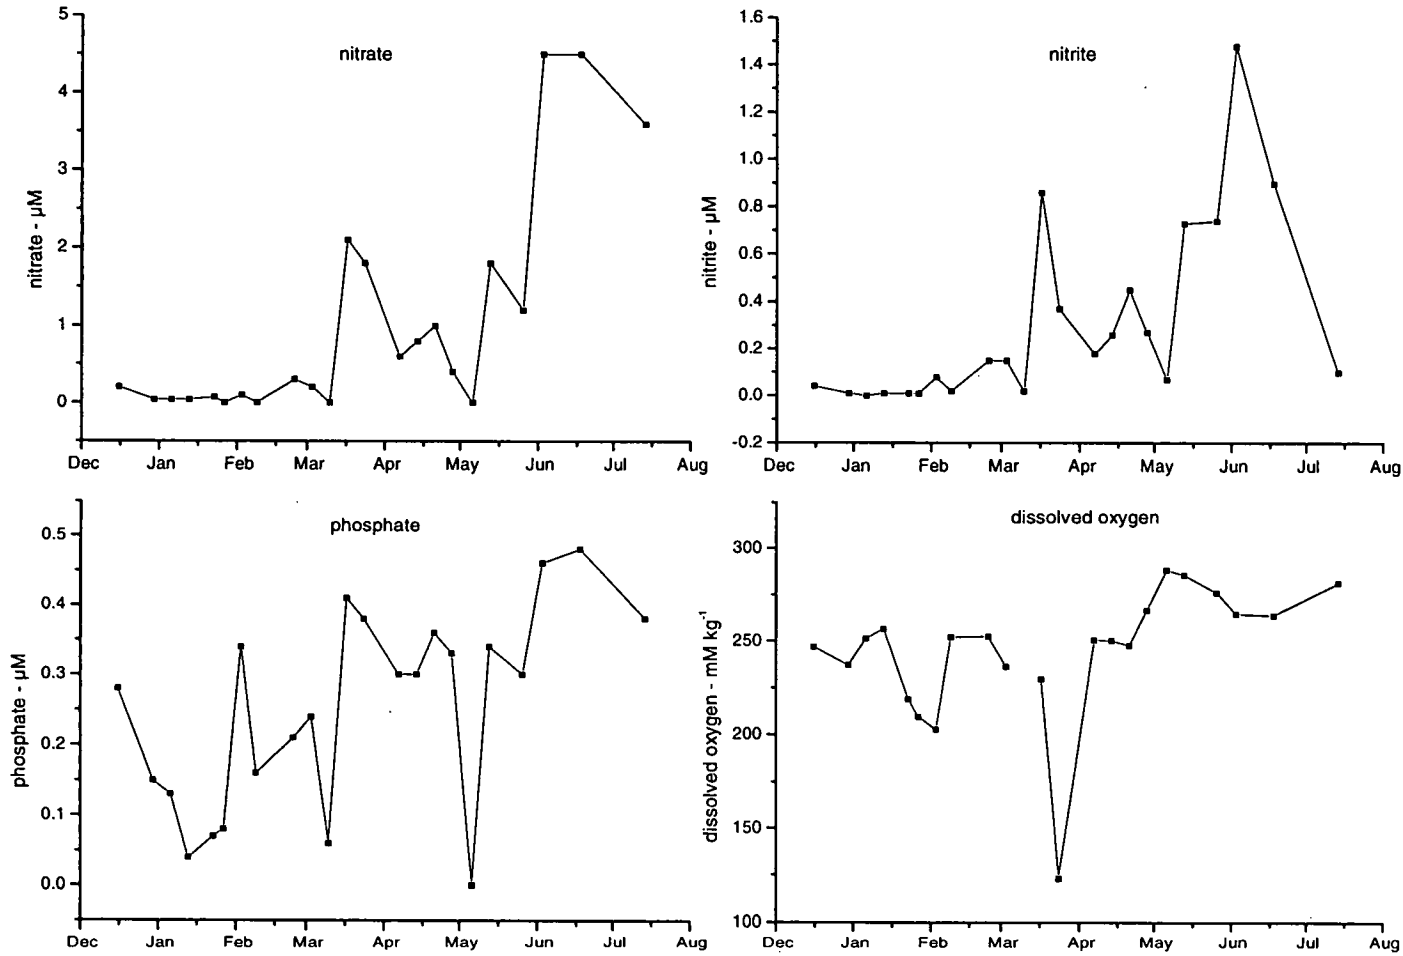 nitrate
nitrate - µM
5
4
3
2
1
0
Dec Jan Feb Mar Apr May Jun Jul Aug
nitrite
nitrite - µM
1.6
1.4
1.2
1.0
0.8
0.6
0.4
0.2
0.0
-0.2
Dec Jan Feb Mar Apr May Jun Jul Aug
phosphate
phosphate - µM
0.5
0.4
0.3
0.2
0.1
0.0
Dec Jan Feb Mar Apr May Jun Jul Aug
dissolved oxygen
dissolved oxygen - mM kg⁻¹
300
250
200
150
100
Dec Jan Feb Mar Apr May Jun Jul Aug